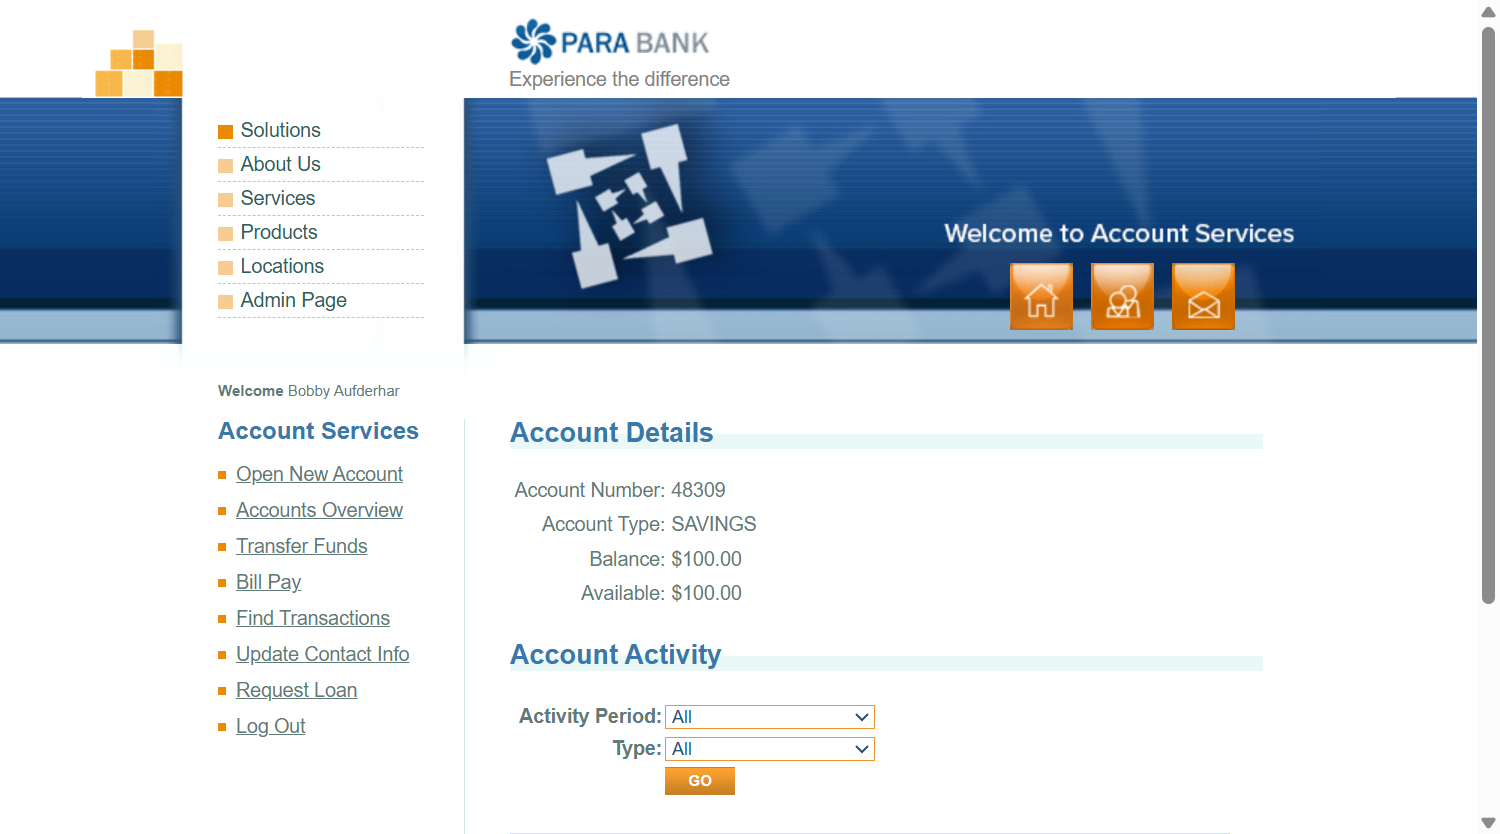 PARA BANK
Experience the difference
Solutions
About Us
Services
Products
Locations
Admin Page
Welcome to Account Services
Welcome Bobby Aufderhar
Account Services
Open New Account
Accounts Overview
Transfer Funds
Bill Pay
Find Transactions
Update Contact Info
Request Loan
Log Out
Account Details
Account Number: 48309
Account Type: SAVINGS
Balance: $100.00
Available: $100.00
Account Activity
Activity Period: All
Type: All
GO